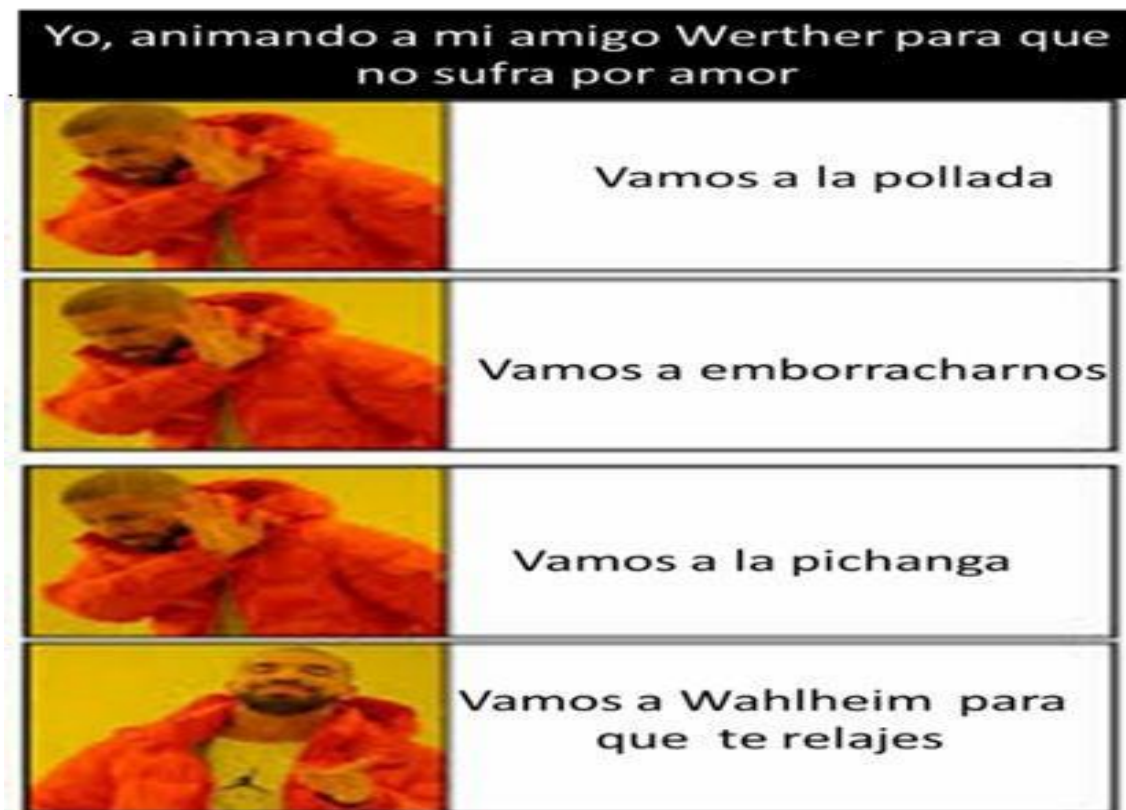 Yo, animando a mi amigo Werther para que
no sufra por amor
Vamos a la pollada
Vamos a emborracharnos
Vamos a la pichanga
Vamos a Wahlheim para
que te relajes